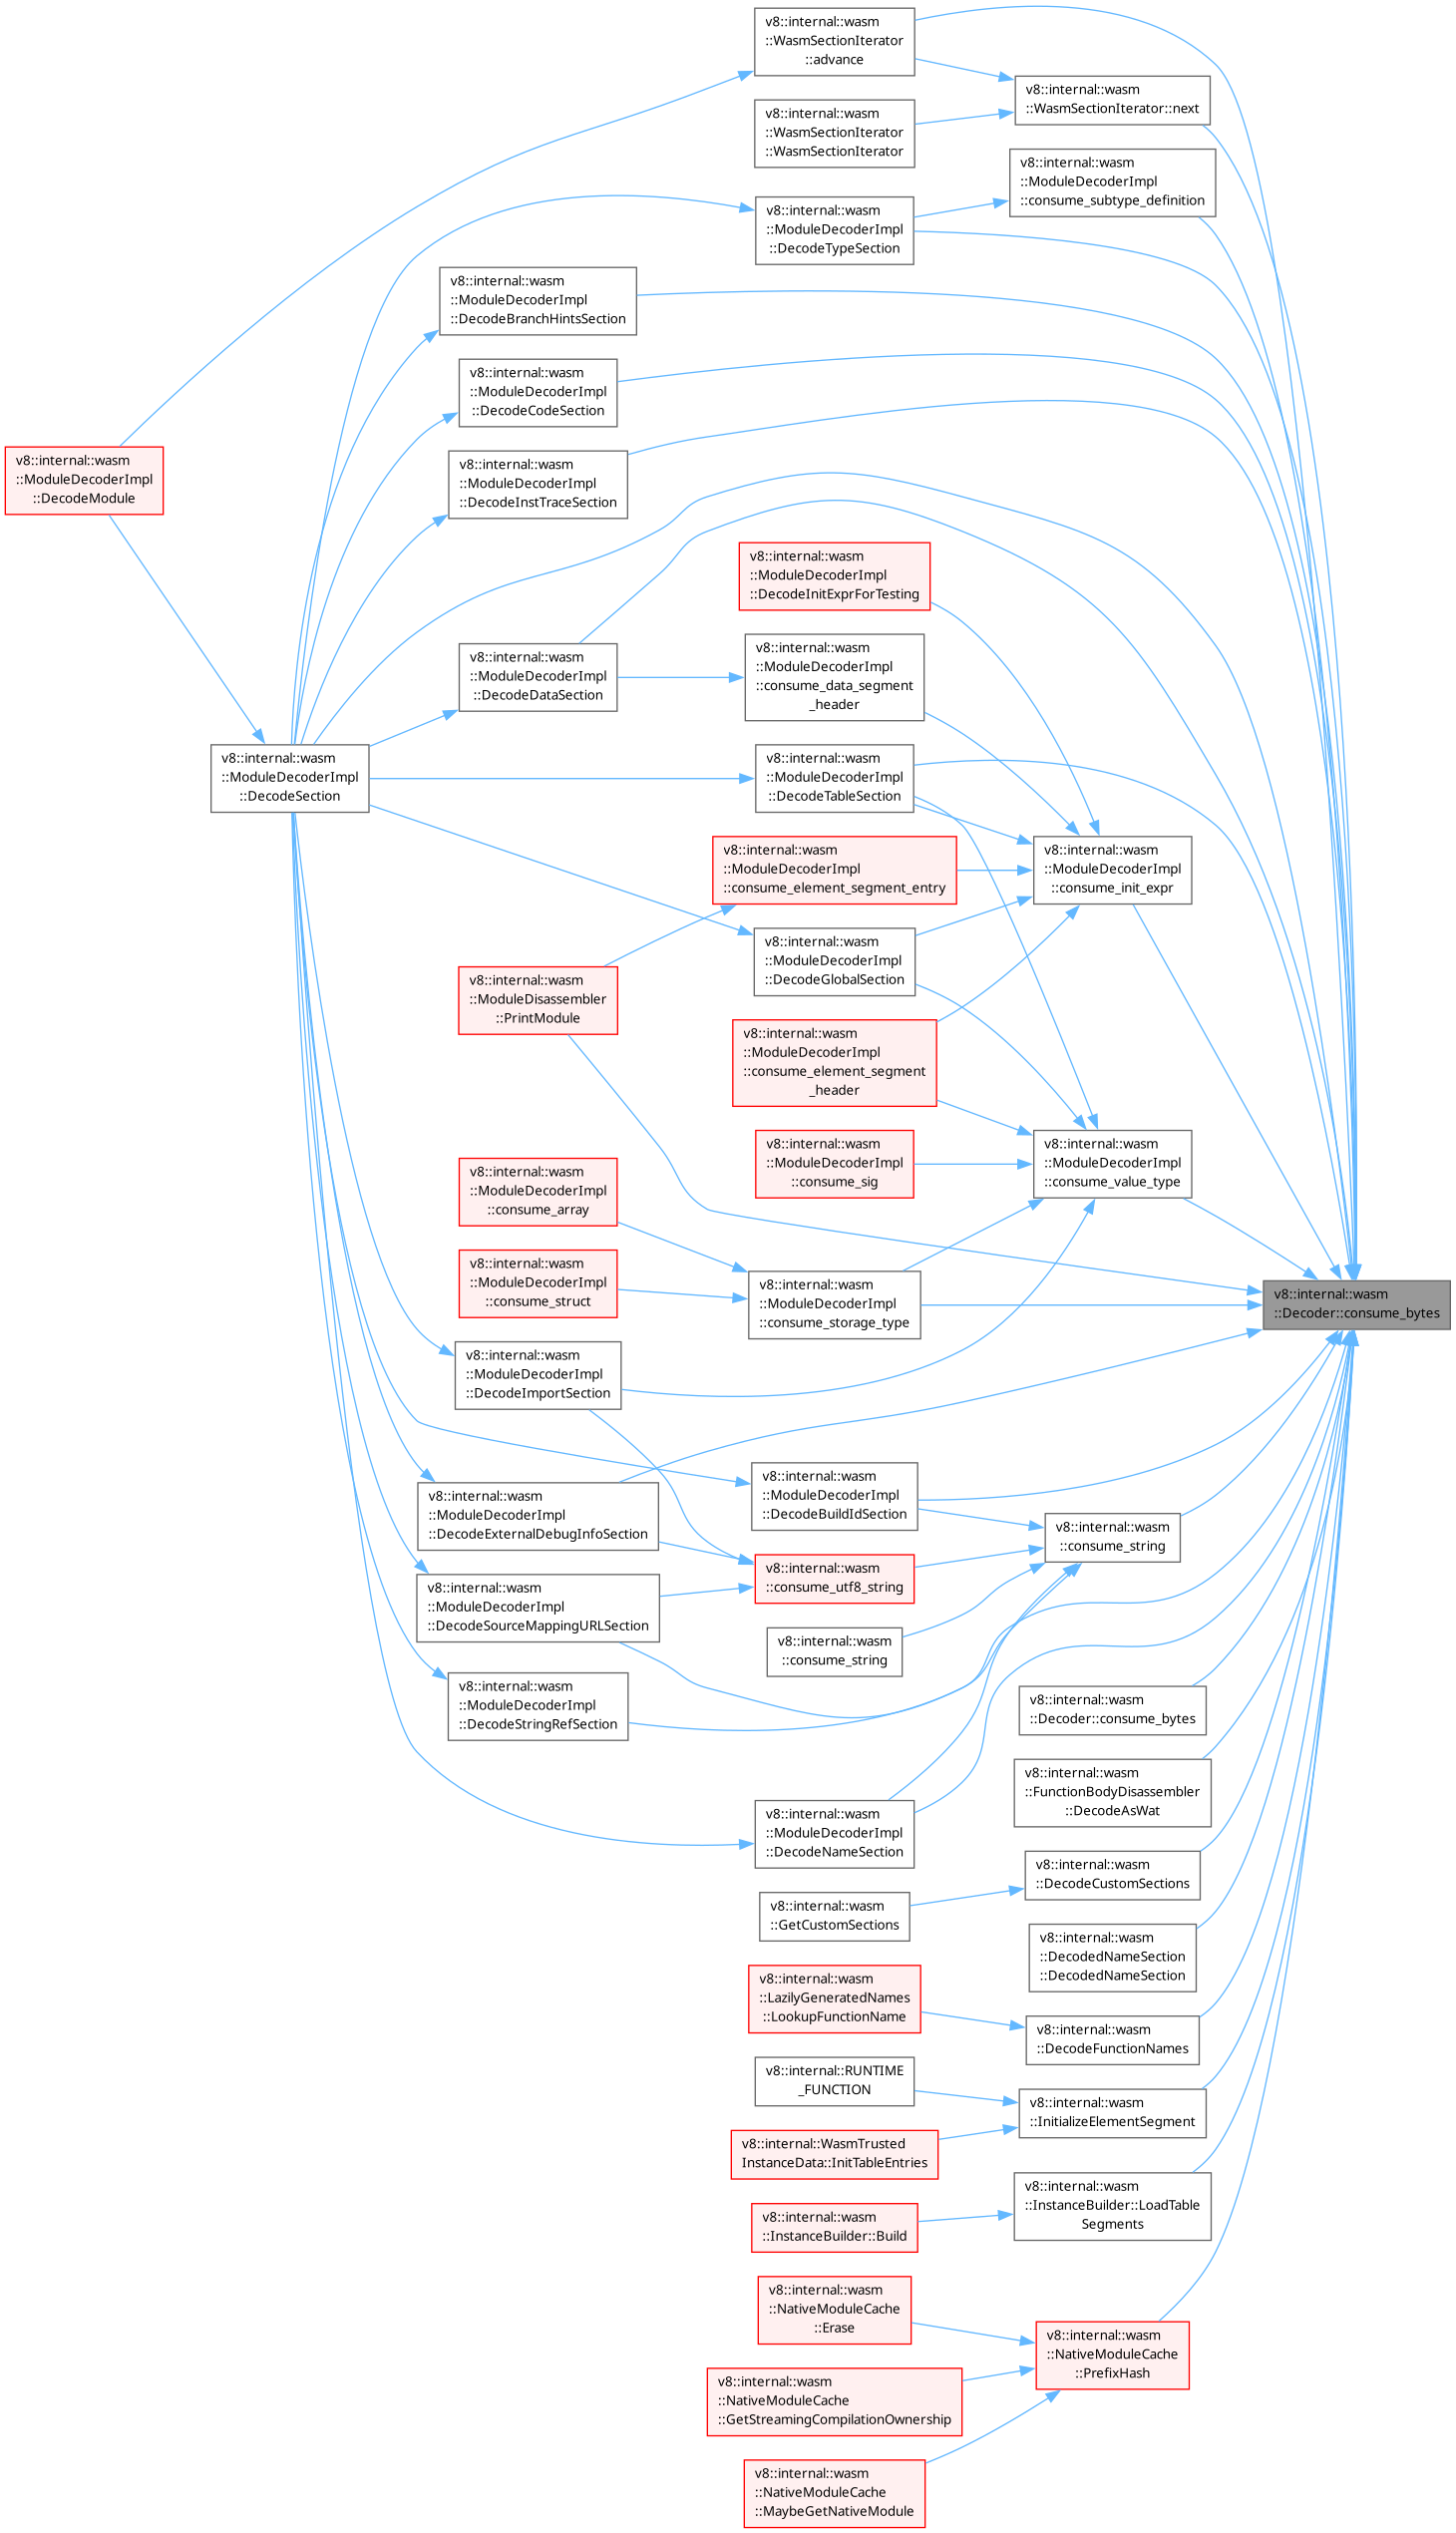 v8::internal::wasm
::WasmSectionIterator
::advance
v8::internal::wasm
::WasmSectionIterator::next
v8::internal::wasm
::WasmSectionIterator
::WasmSectionIterator
v8::internal::wasm
::ModuleDecoderImpl
::consume_subtype_definition
v8::internal::wasm
::ModuleDecoderImpl
::DecodeTypeSection
v8::internal::wasm
::ModuleDecoderImpl
::DecodeBranchHintsSection
v8::internal::wasm
::ModuleDecoderImpl
::DecodeCodeSection
v8::internal::wasm
::ModuleDecoderImpl
::DecodeModule
v8::internal::wasm
::ModuleDecoderImpl
::DecodeInstTraceSection
v8::internal::wasm
::ModuleDecoderImpl
::DecodeInitExprForTesting
v8::internal::wasm
::ModuleDecoderImpl
::DecodeDataSection
v8::internal::wasm
::ModuleDecoderImpl
::consume_data_segment
_header
v8::internal::wasm
::ModuleDecoderImpl
::DecodeSection
v8::internal::wasm
::ModuleDecoderImpl
::DecodeTableSection
v8::internal::wasm
::ModuleDecoderImpl
::consume_element_segment_entry
v8::internal::wasm
::ModuleDecoderImpl
::consume_init_expr
v8::internal::wasm
::ModuleDecoderImpl
::DecodeGlobalSection
v8::internal::wasm
::ModuleDisassembler
::PrintModule
v8::internal::wasm
::ModuleDecoderImpl
::consume_element_segment
_header
v8::internal::wasm
::ModuleDecoderImpl
::consume_sig
v8::internal::wasm
::ModuleDecoderImpl
::consume_value_type
v8::internal::wasm
::ModuleDecoderImpl
::consume_array
v8::internal::wasm
::ModuleDecoderImpl
::consume_struct
v8::internal::wasm
::ModuleDecoderImpl
::consume_storage_type
v8::internal::wasm
::Decoder::consume_bytes
v8::internal::wasm
::ModuleDecoderImpl
::DecodeImportSection
v8::internal::wasm
::ModuleDecoderImpl
::DecodeBuildIdSection
v8::internal::wasm
::ModuleDecoderImpl
::DecodeExternalDebugInfoSection
v8::internal::wasm
::consume_string
v8::internal::wasm
::consume_utf8_string
v8::internal::wasm
::ModuleDecoderImpl
::DecodeSourceMappingURLSection
v8::internal::wasm
::consume_string
v8::internal::wasm
::ModuleDecoderImpl
::DecodeStringRefSection
v8::internal::wasm
::Decoder::consume_bytes
v8::internal::wasm
::FunctionBodyDisassembler
::DecodeAsWat
v8::internal::wasm
::ModuleDecoderImpl
::DecodeNameSection
v8::internal::wasm
::DecodeCustomSections
v8::internal::wasm
::GetCustomSections
v8::internal::wasm
::DecodedNameSection
::DecodedNameSection
v8::internal::wasm
::LazilyGeneratedNames
::LookupFunctionName
v8::internal::wasm
::DecodeFunctionNames
v8::internal::RUNTIME
_FUNCTION
v8::internal::wasm
::InitializeElementSegment
v8::internal::WasmTrusted
InstanceData::InitTableEntries
v8::internal::wasm
::InstanceBuilder::LoadTable
Segments
v8::internal::wasm
::InstanceBuilder::Build
v8::internal::wasm
::NativeModuleCache
::Erase
v8::internal::wasm
::NativeModuleCache
::PrefixHash
v8::internal::wasm
::NativeModuleCache
::GetStreamingCompilationOwnership
v8::internal::wasm
::NativeModuleCache
::MaybeGetNativeModule